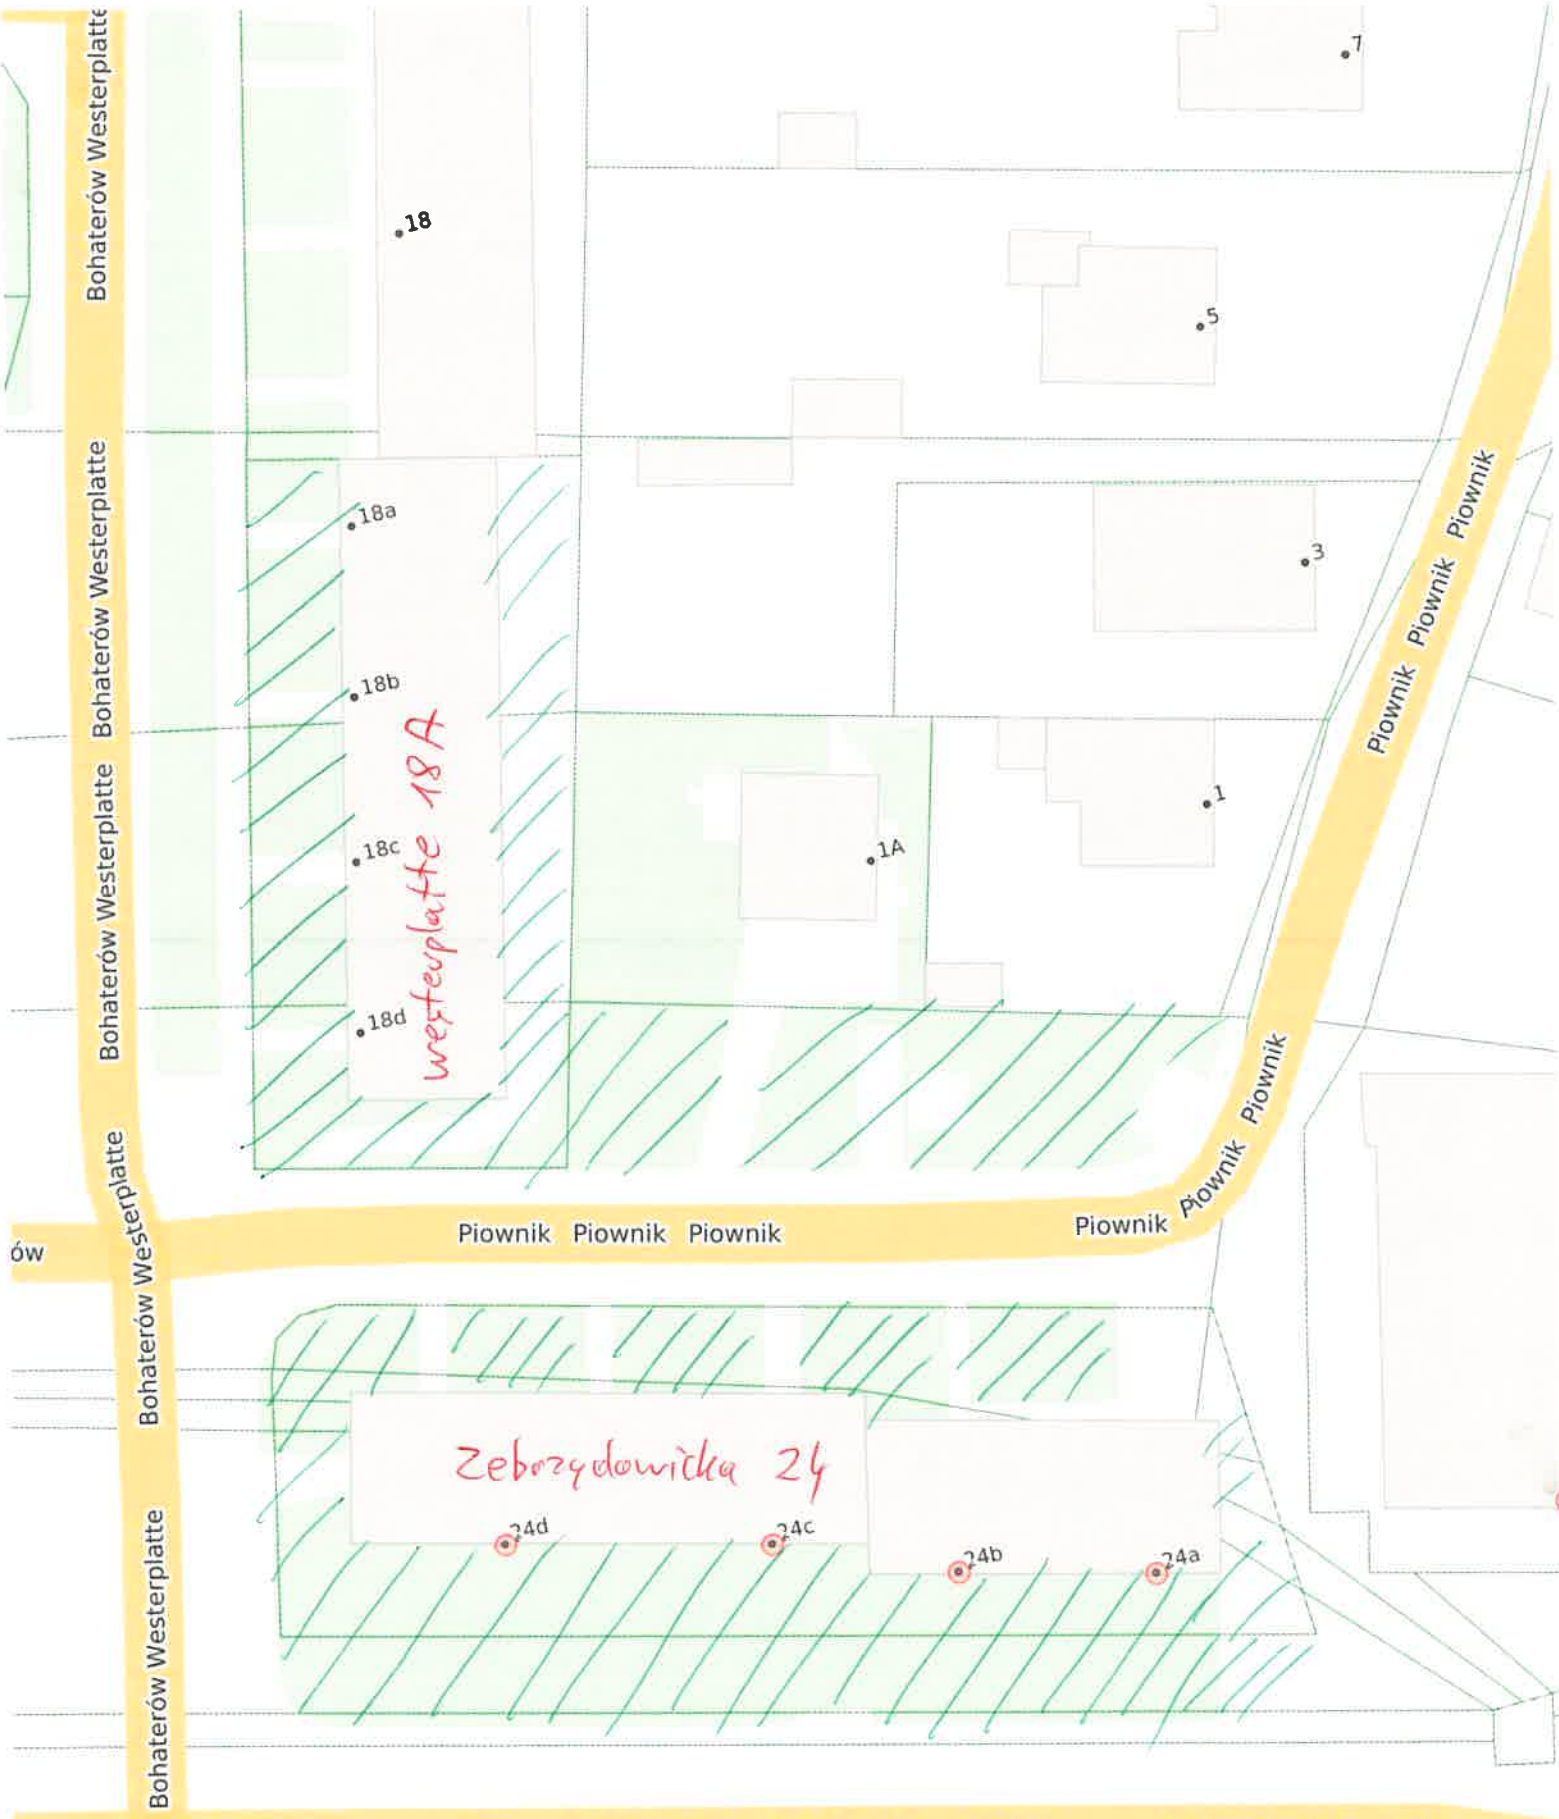 Bohaterów Westerplatte
7
18
5
Bohaterów Westerplatte
Piownik
Piownik
Piownik
18a
3
18b
westerplatte 18A
Bohaterów Westerplatte
1
18c
1A
18d
Piownik
Bohaterów Westerplatte
Piownik
Piownik Piownik Piownik
Piownik
ów
Bohaterów Westerplatte
Zebrzydowicka 24
24d
24c
24b
24a
Bohaterów Westerplatte